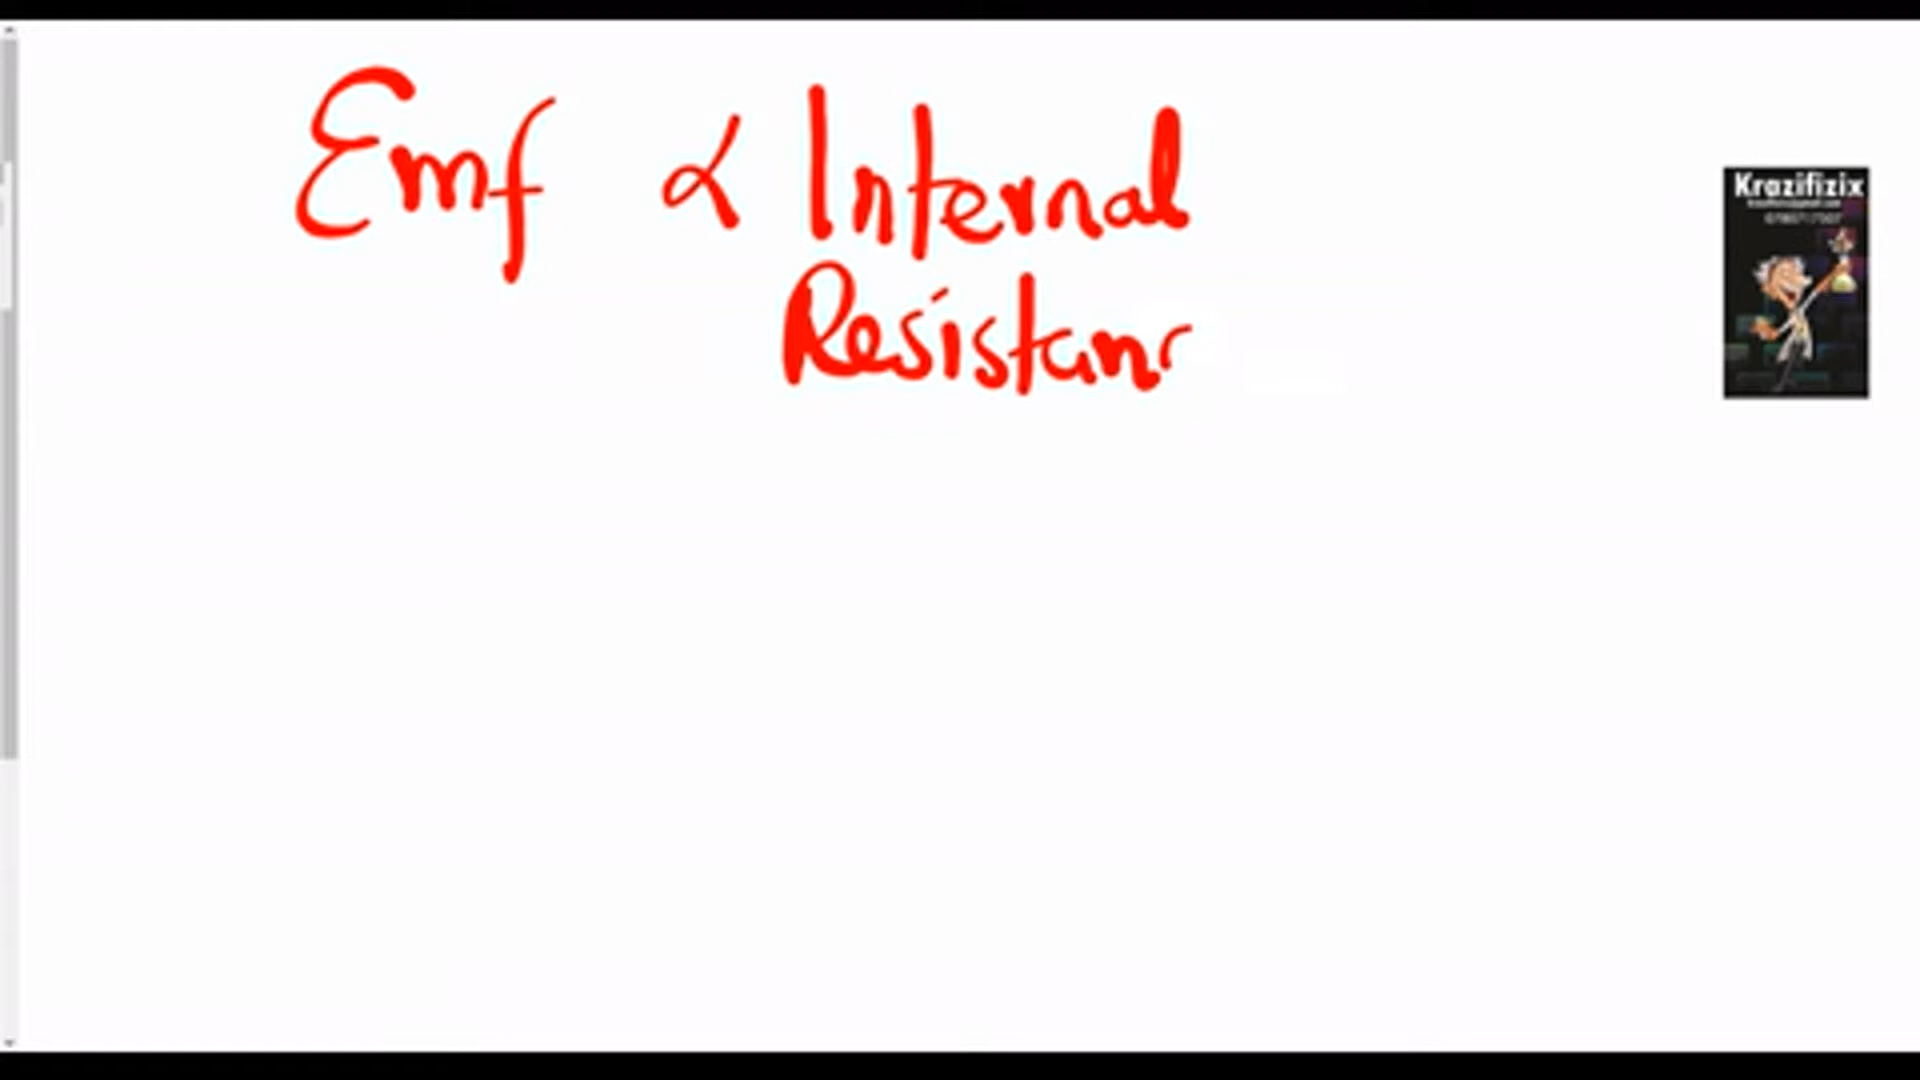 Emf α Internal
Resistanc
Krazifizix